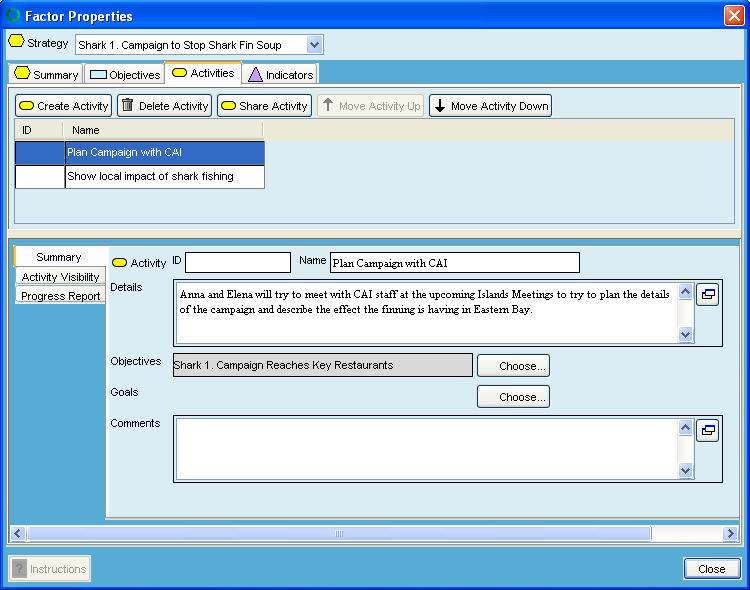 Factor Properties
Strategy Shark 1. Campaign to Stop Shark Fin Soup
Summary Objectives Activities Indicators
Create Activity Delete Activity Share Activity Move Activity Up Move Activity Down
ID Name
Plan Campaign with CAI
Show local impact of shark fishing
Summary
Activity Visibility
Progress Report
Activity ID Name Plan Campaign with CAI
Details
Anna and Elena will try to meet with CAI staff at the upcoming Islands Meetings to try to plan the details
of the campaign and describe the effect the finning is having in Eastern Bay.
Objectives Shark 1. Campaign Reaches Key Restaurants Choose...
Goals Choose...
Comments
? Instructions Close